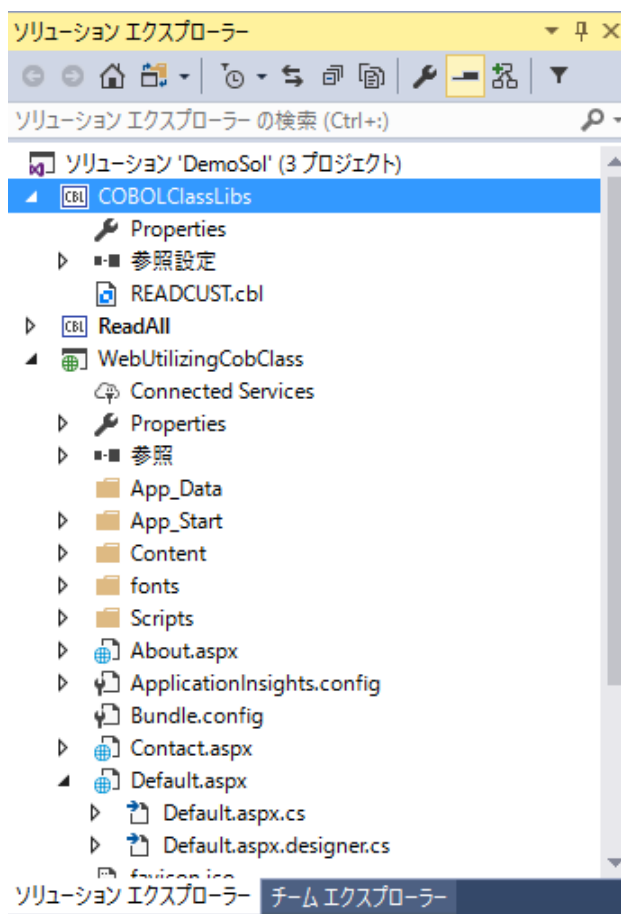 ソリューション エクスプローラー
ソリューション エクスプローラー の検索 (Ctrl+:)
ソリューション 'DemoSol' (3 プロジェクト)
CBL COBOLClassLibs
Properties
参照設定
READCUST.cbl
CBL ReadAll
WebUtilizingCobClass
Connected Services
Properties
参照
App_Data
App_Start
Content
fonts
Scripts
About.aspx
ApplicationInsights.config
Bundle.config
Contact.aspx
Default.aspx
Default.aspx.cs
Default.aspx.designer.cs
favicon.ico
ソリューション エクスプローラー チーム エクスプローラー